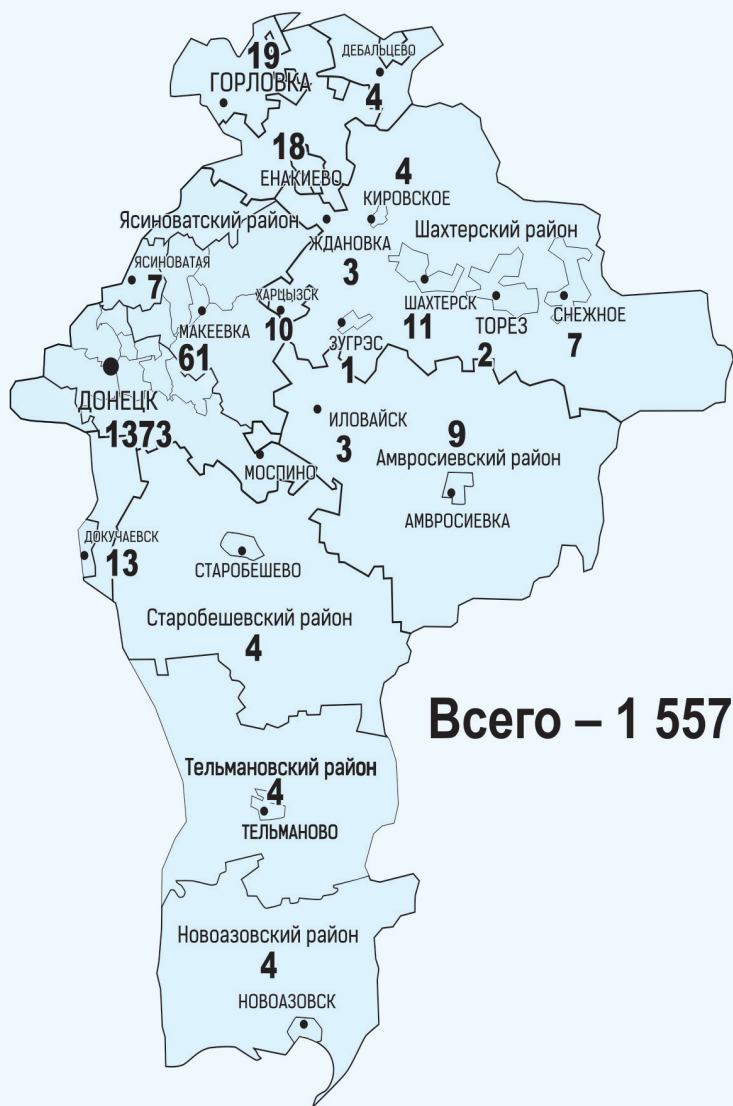 19
ГОРЛОВКА
ДЕБАЛЬЦЕВО
4
18
ЕНАКИЕВО
4
КИРОВСКОЕ
Ясиноватский район
ЖДАНОВКА
3
Шахтерский район
ЯСИНОВАТАЯ
7
МАКЕЕВКА
61
ХАРЦЫЗСК
10
ЗУГРЭС
1
ШАХТЕРСК
11
ТОРЕЗ
2
СНЕЖНОЕ
7
ДОНЕЦК
1373
МОСПИНО
ИЛОВАЙСК
3
9
Амвросиевский район
АМВРОСИЕВКА
ДОКУЧАЕВСК
13
СТАРОБЕШЕВО
Старобешевский район
4
Всего – 1 557
Тельмановский район
4
ТЕЛЬМАНОВО
Новоазовский район
4
НОВОАЗОВСК